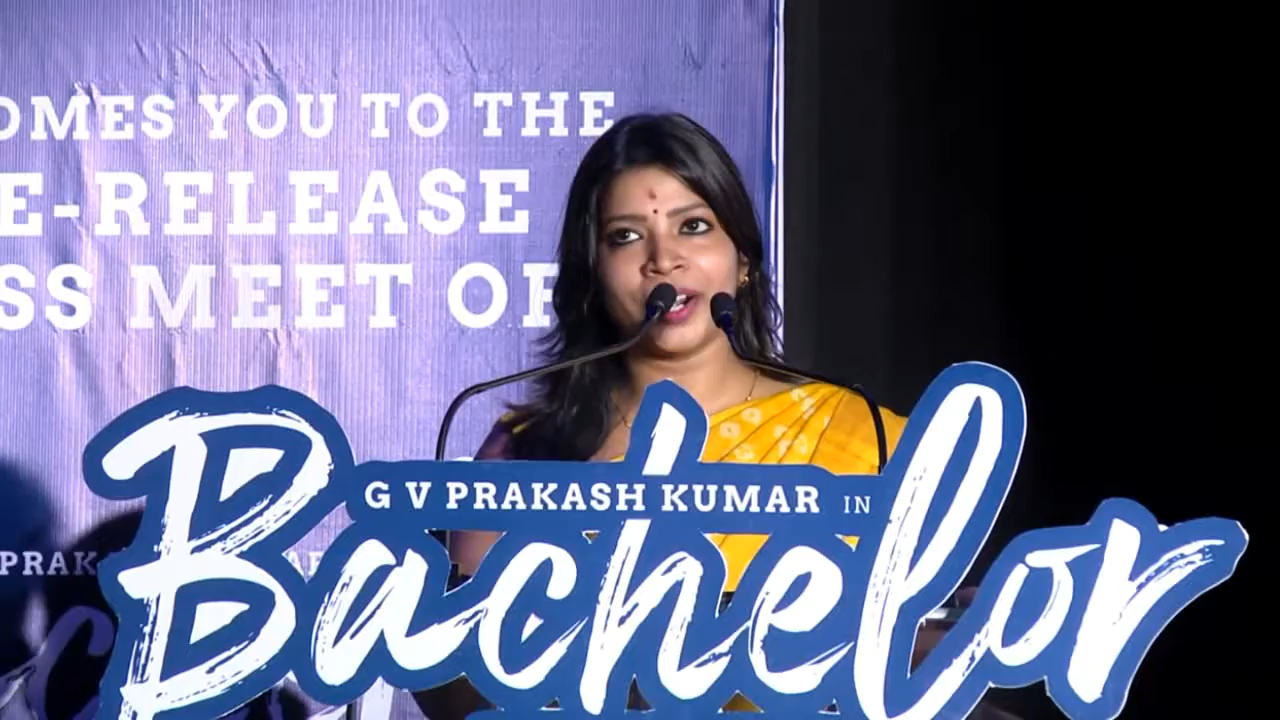 OMES YOU TO THE
E-RELEASE
SS MEET OF
G V PRAKASH KUMAR IN
Bachelor
PRAK